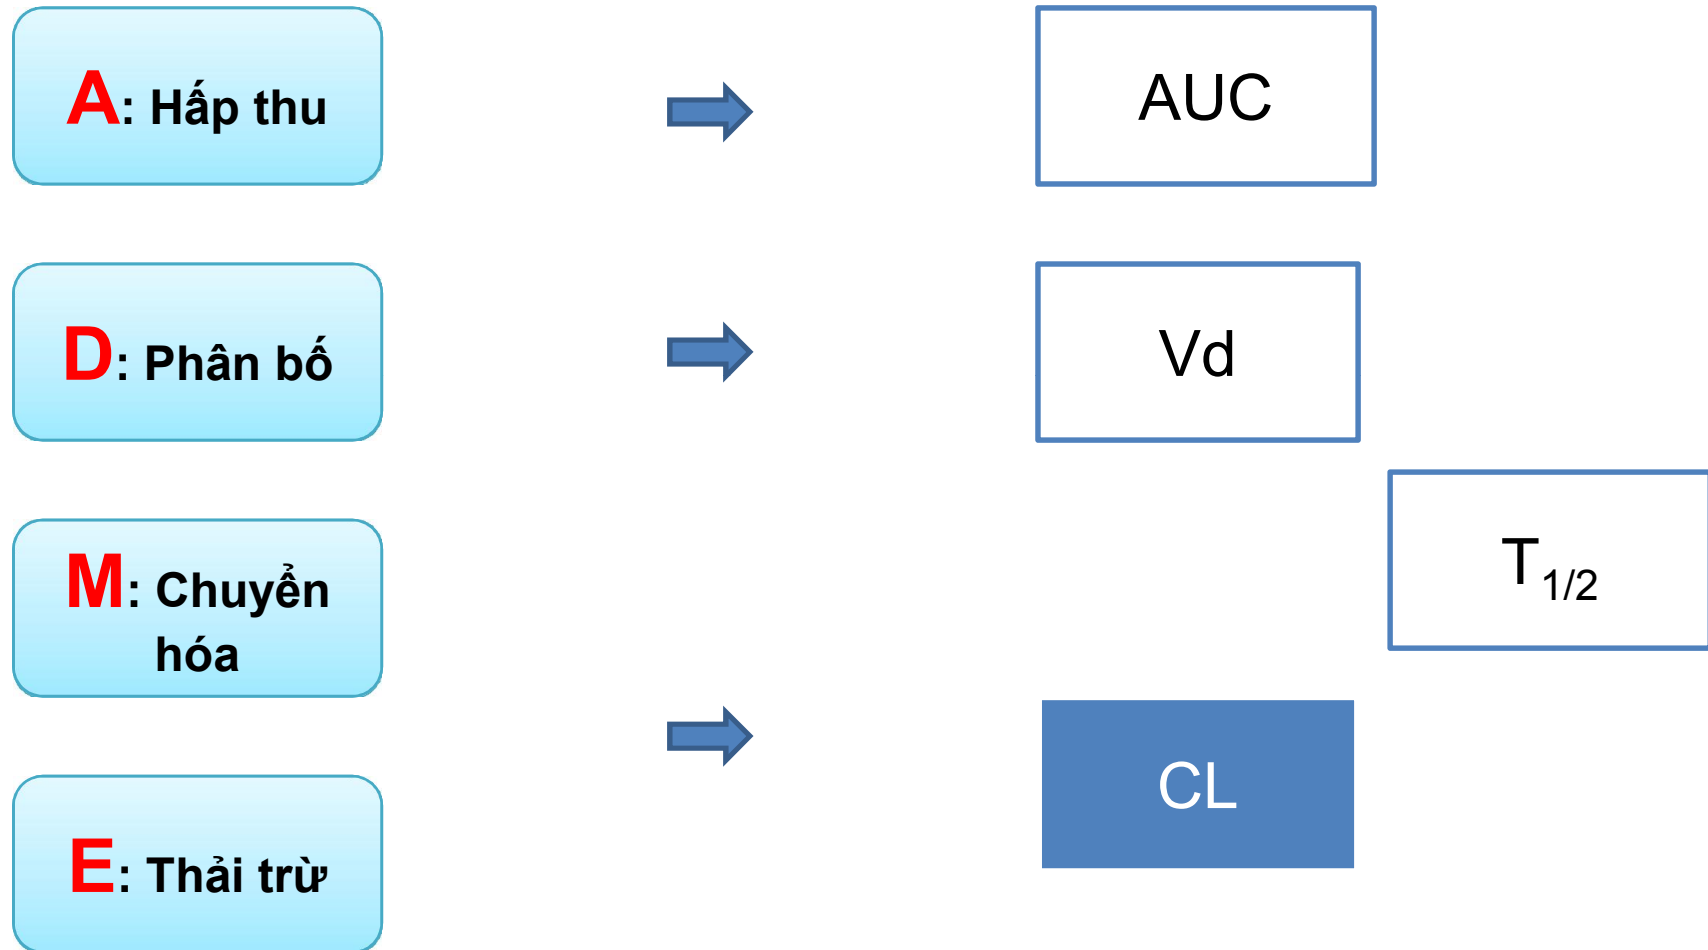 A: Hấp thu
AUC
D: Phân bố
Vd
M: Chuyển
hóa
T1/2
CL
E: Thải trừ